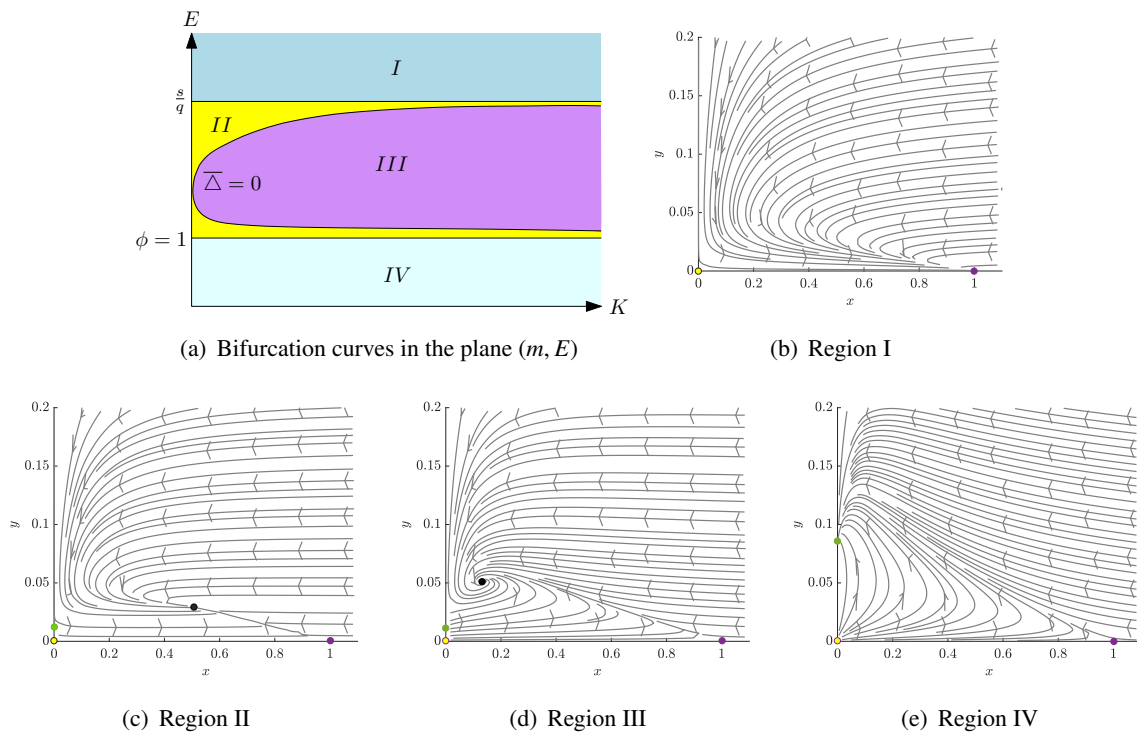 E
I
s/q
II
III
△̅ = 0
ϕ = 1
IV
K
(a) Bifurcation curves in the plane (m, E)
0.2
0.15
y
0.1
0.05
0
0 0.2 0.4 0.6 0.8 1
x
(b) Region I
0.2
0.15
y
0.1
0.05
0
0 0.2 0.4 0.6 0.8 1
x
(c) Region II
0.2
0.15
y
0.1
0.05
0
0 0.2 0.4 0.6 0.8 1
x
(d) Region III
0.2
0.15
y
0.1
0.05
0
0 0.2 0.4 0.6 0.8 1
x
(e) Region IV